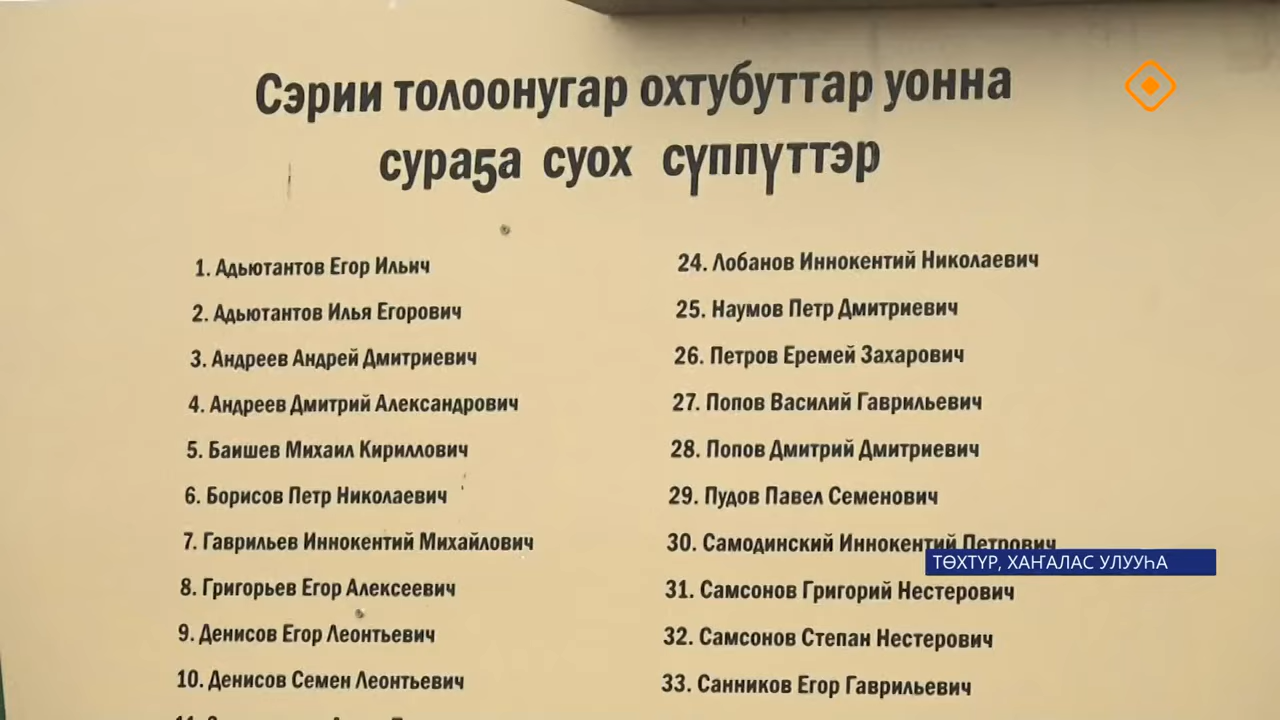 Сэрии толоонугар охтубуттар уонна
сураҕа суох сүппүттэр
1. Адьютантов Егор Ильич
2. Адьютантов Илья Егорович
3. Андреев Андрей Дмитриевич
4. Андреев Дмитрий Александрович
5. Баишев Михаил Кириллович
6. Борисов Петр Николаевич
7. Гаврильев Иннокентий Михайлович
8. Григорьев Егор Алексеевич
9. Денисов Егор Леонтьевич
10. Денисов Семен Леонтьевич
24. Лобанов Иннокентий Николаевич
25. Наумов Петр Дмитриевич
26. Петров Еремей Захарович
27. Попов Василий Гаврильевич
28. Попов Дмитрий Дмитриевич
29. Пудов Павел Семенович
30. Самодинский Иннокентий Петрович
31. Самсонов Григорий Нестерович
32. Самсонов Степан Нестерович
33. Санников Егор Гаврильевич
ТӨХТҮР, ХАҤАЛАС УЛУУҺА